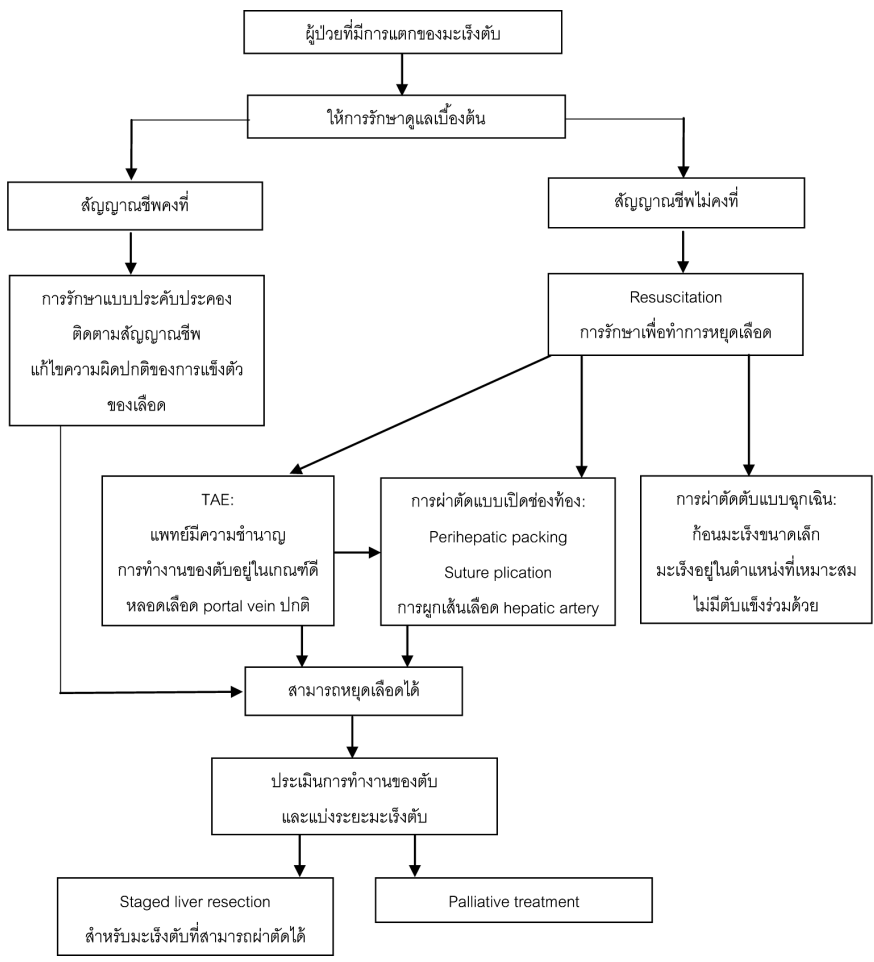 ผู้ป่วยที่มีการแตกของมะเร็งตับ
ให้การรักษาดูแลเบื้องต้น
สัญญาณชีพคงที่
สัญญาณชีพไม่คงที่
การรักษาแบบประคับประคอง
ติดตามสัญญาณชีพ
แก้ไขความผิดปกติของการแข็งตัว
ของเลือด
Resuscitation
การรักษาเพื่อทำการหยุดเลือด
TAE:
แพทย์มีความชำนาญ
การทำงานของตับอยู่ในเกณฑ์ดี
หลอดเลือด portal vein ปกติ
การผ่าตัดแบบเปิดช่องท้อง:
Perihepatic packing
Suture plication
การผูกเส้นเลือด hepatic artery
การผ่าตัดตับแบบฉุกเฉิน:
ก้อนมะเร็งขนาดเล็ก
มะเร็งอยู่ในตำแหน่งที่เหมาะสม
ไม่มีตับแข็งร่วมด้วย
สามารถหยุดเลือดได้
ประเมินการทำงานของตับ
และแบ่งระยะมะเร็งตับ
Staged liver resection
สำหรับมะเร็งตับที่สามารถผ่าตัดได้
Palliative treatment